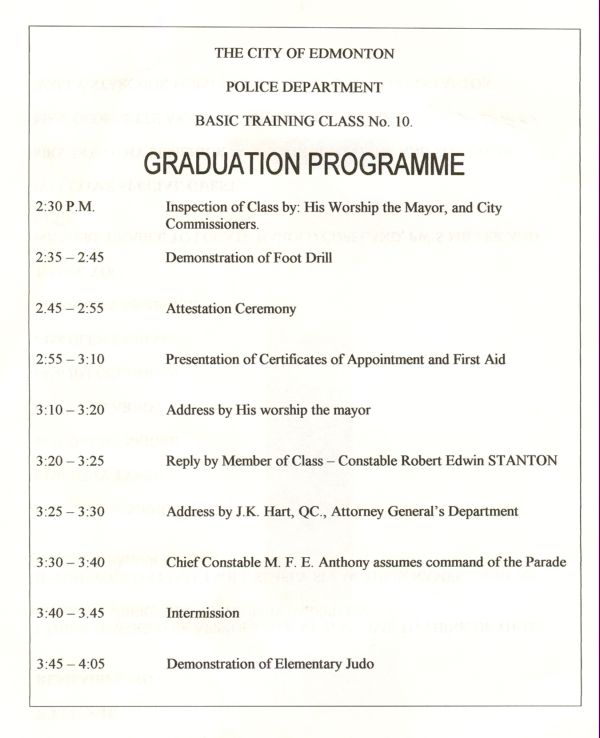 THE CITY OF EDMONTON
POLICE DEPARTMENT
BASIC TRAINING CLASS No. 10.
GRADUATION PROGRAMME
2:30 P.M. Inspection of Class by: His Worship the Mayor, and City
Commissioners.
2:35 – 2:45 Demonstration of Foot Drill
2.45 – 2:55 Attestation Ceremony
2:55 – 3:10 Presentation of Certificates of Appointment and First Aid
3:10 – 3:20 Address by His worship the mayor
3:20 – 3:25 Reply by Member of Class – Constable Robert Edwin STANTON
3:25 – 3:30 Address by J.K. Hart, QC., Attorney General’s Department
3:30 – 3:40 Chief Constable M. F. E. Anthony assumes command of the Parade
3:40 – 3.45 Intermission
3:45 – 4:05 Demonstration of Elementary Judo